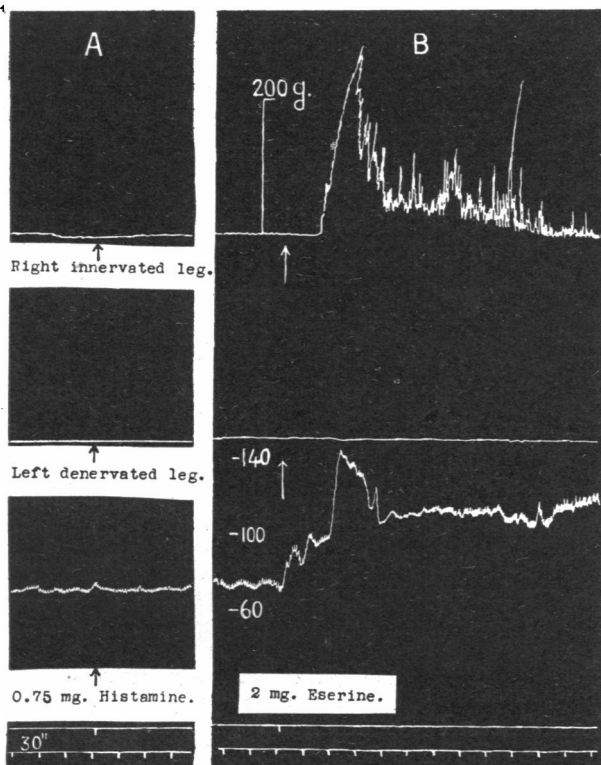 A
B
200 g.
Right innervated leg.
Left denervated leg.
-140
-100
-60
0.75 mg. Histamine.
2 mg. Eserine.
30"